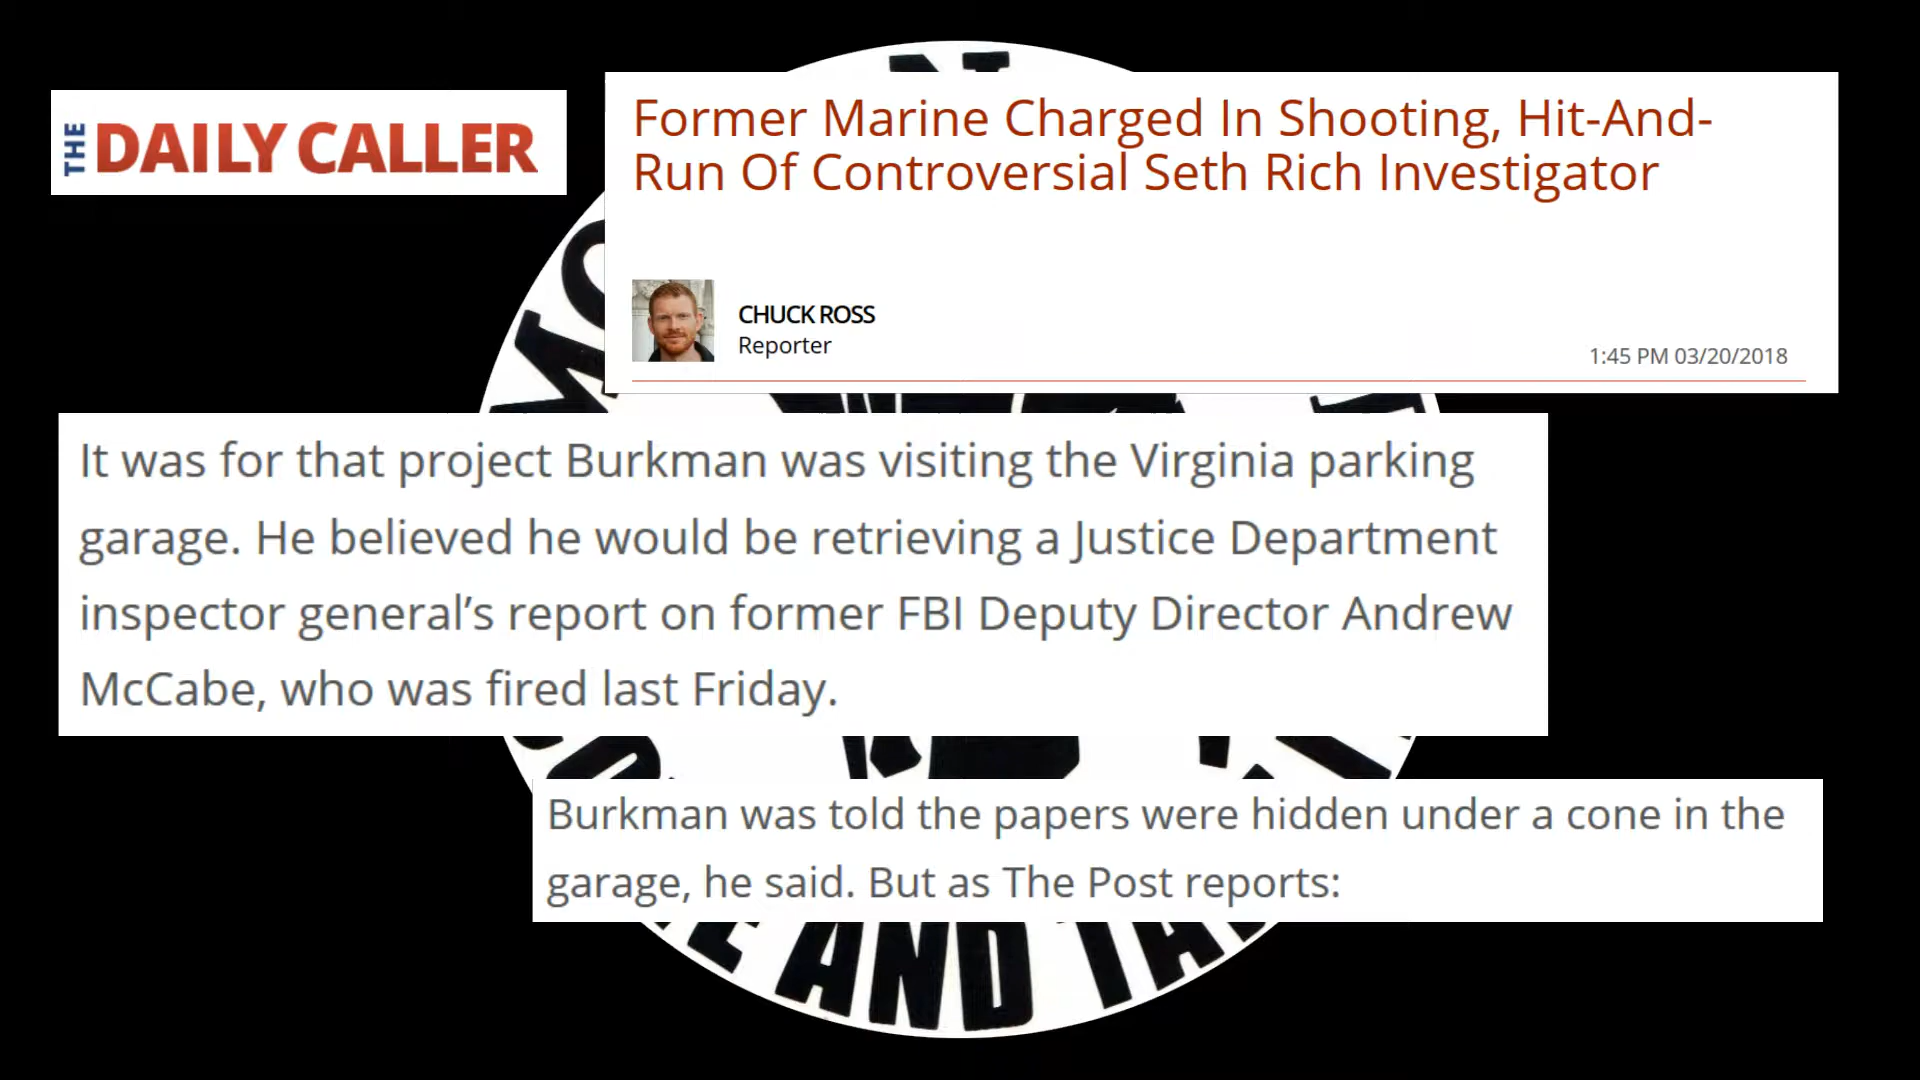 THE DAILY CALLER
Former Marine Charged In Shooting, Hit-And-
Run Of Controversial Seth Rich Investigator
CHUCK ROSS
Reporter
1:45 PM 03/20/2018
It was for that project Burkman was visiting the Virginia parking
garage. He believed he would be retrieving a Justice Department
inspector general’s report on former FBI Deputy Director Andrew
McCabe, who was fired last Friday.
Burkman was told the papers were hidden under a cone in the
garage, he said. But as The Post reports:
AND